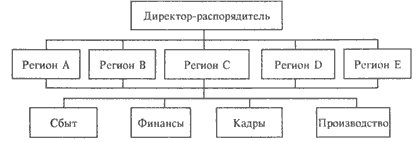 Директор-распорядитель
Регион A
Регион B
Регион C
Регион D
Регион E
Сбыт
Финансы
Кадры
Производство